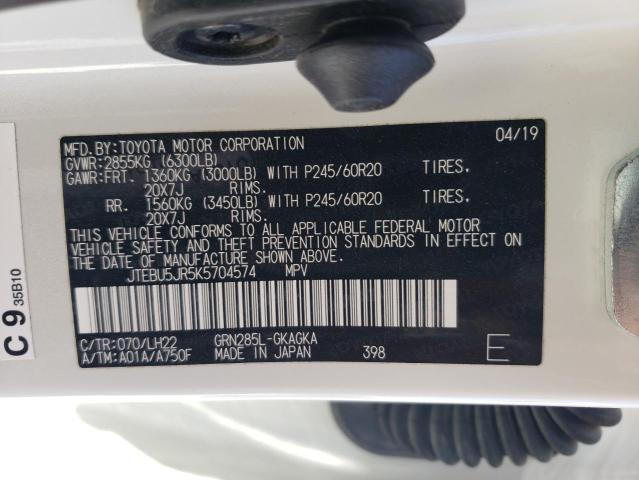 MFD. BY: TOYOTA MOTOR CORPORATION 04/19
GVWR: 2855KG (6300LB)
GAWR: FRT. 1360KG (3000LB) WITH P245/60R20 TIRES,
20X7J RIMS.
RR. 1560KG (3450LB) WITH P245/60R20 TIRES,
20X7J RIMS.
THIS VEHICLE CONFORMS TO ALL APPLICABLE FEDERAL MOTOR
VEHICLE SAFETY AND THEFT PREVENTION STANDARDS IN EFFECT
ON THE DATE OF MANUFACTURE SHOWN ABOVE.
JTEBU5JR5K5704574 MPV
C/TR: 070/LH22 GRN285L-GKAGKA
A/TM: A01A/A750F MADE IN JAPAN 398 E
C 9 35B10